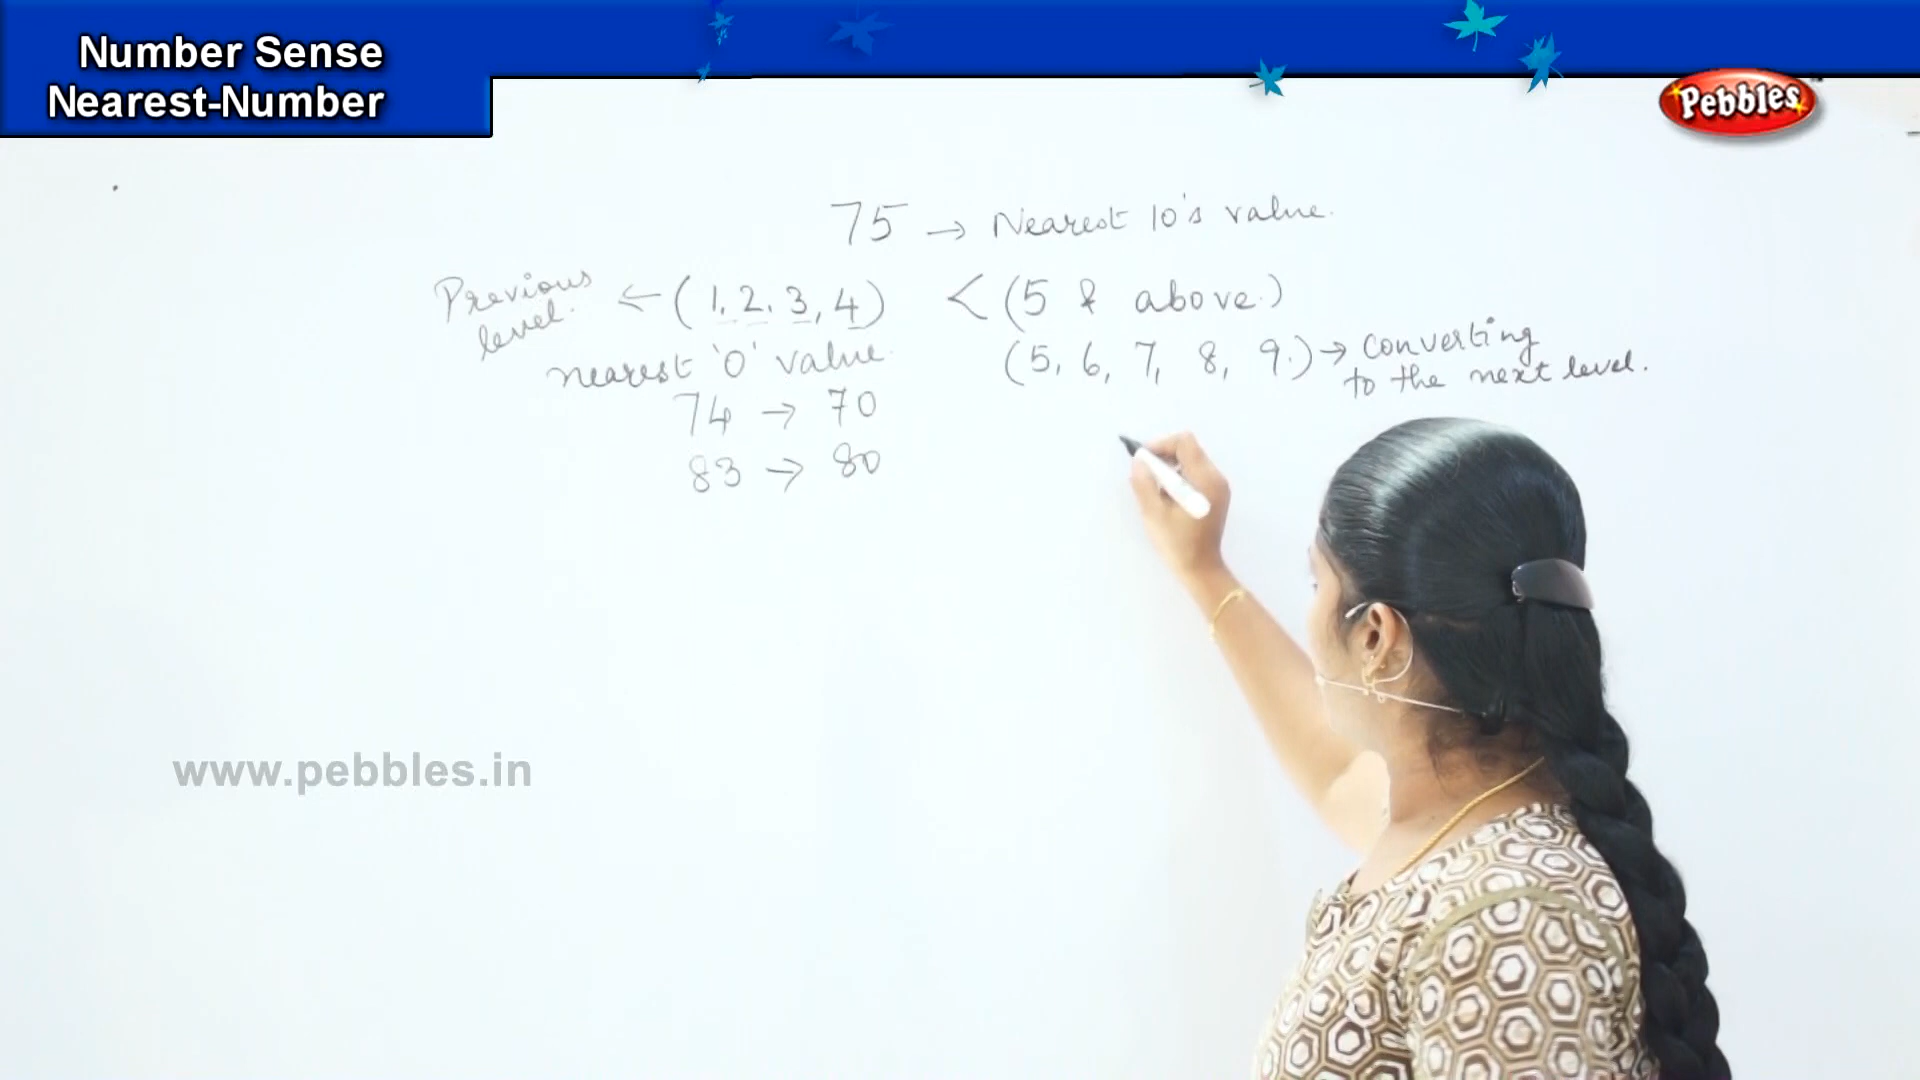 Number Sense
Nearest-Number
Pebbles
75 → Nearest 10's value.
Previous level. ← (1, 2, 3, 4) < (5 & above.)
nearest '0' value.
(5, 6, 7, 8, 9.) → converting to the next level.
74 → 70
83 → 80
www.pebbles.in